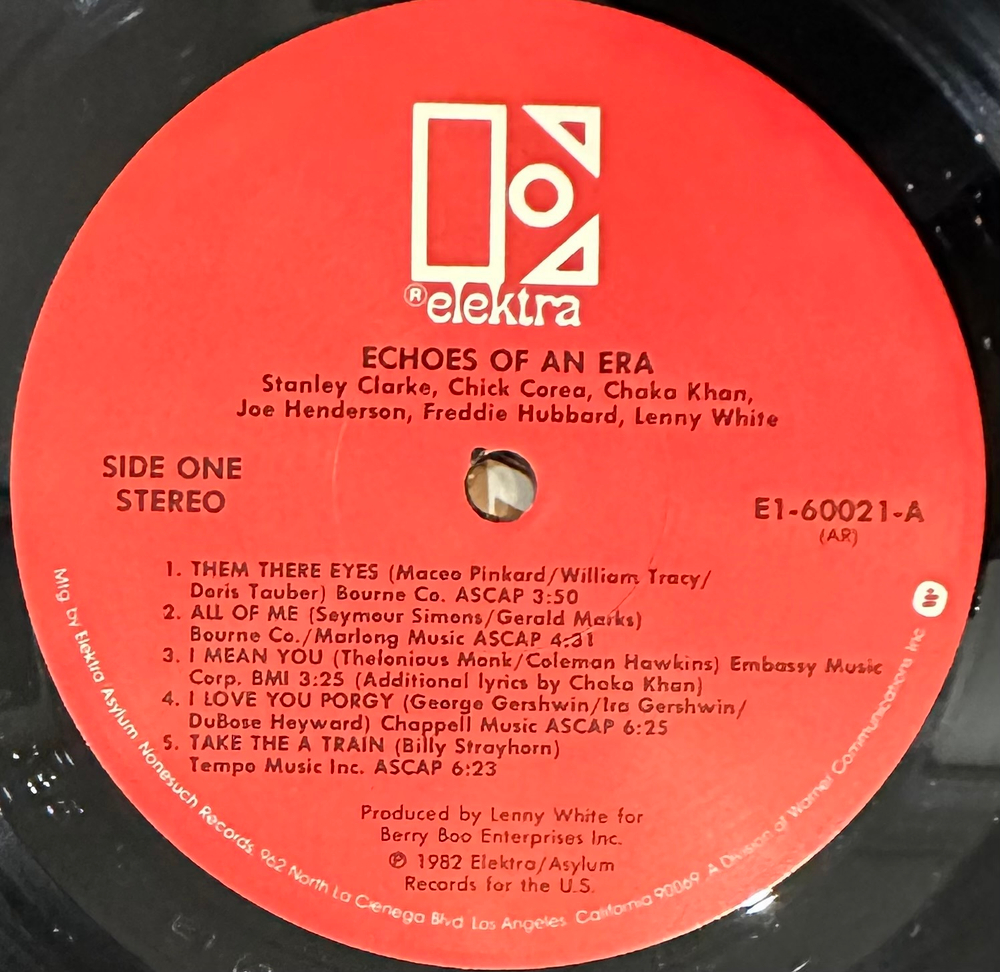 ® elektra
ECHOES OF AN ERA
Stanley Clarke, Chick Corea, Chaka Khan,
Joe Henderson, Freddie Hubbard, Lenny White
SIDE ONE
STEREO
E1-60021-A
(AR)
1. THEM THERE EYES (Maceo Pinkard/William Tracy/
Doris Tauber) Bourne Co. ASCAP 3:50
2. ALL OF ME (Seymour Simons/Gerald Marks)
Bourne Co./Marlong Music ASCAP 4:31
3. I MEAN YOU (Thelonious Monk/Coleman Hawkins) Embassy Music
Corp. BMI 3:25 (Additional lyrics by Chaka Khan)
4. I LOVE YOU PORGY (George Gershwin/Ira Gershwin/
DuBose Heyward) Chappell Music ASCAP 6:25
5. TAKE THE A TRAIN (Billy Strayhorn)
Tempo Music Inc. ASCAP 6:23
Produced by Lenny White for
Berry Boo Enterprises Inc.
℗ 1982 Elektra/Asylum
Records for the U.S.
Mfg. by Elektra Asylum Nonesuch Records, 962 North La Cienega Blvd. Los Angeles, California 90069. A Division of Warner Communications Inc.